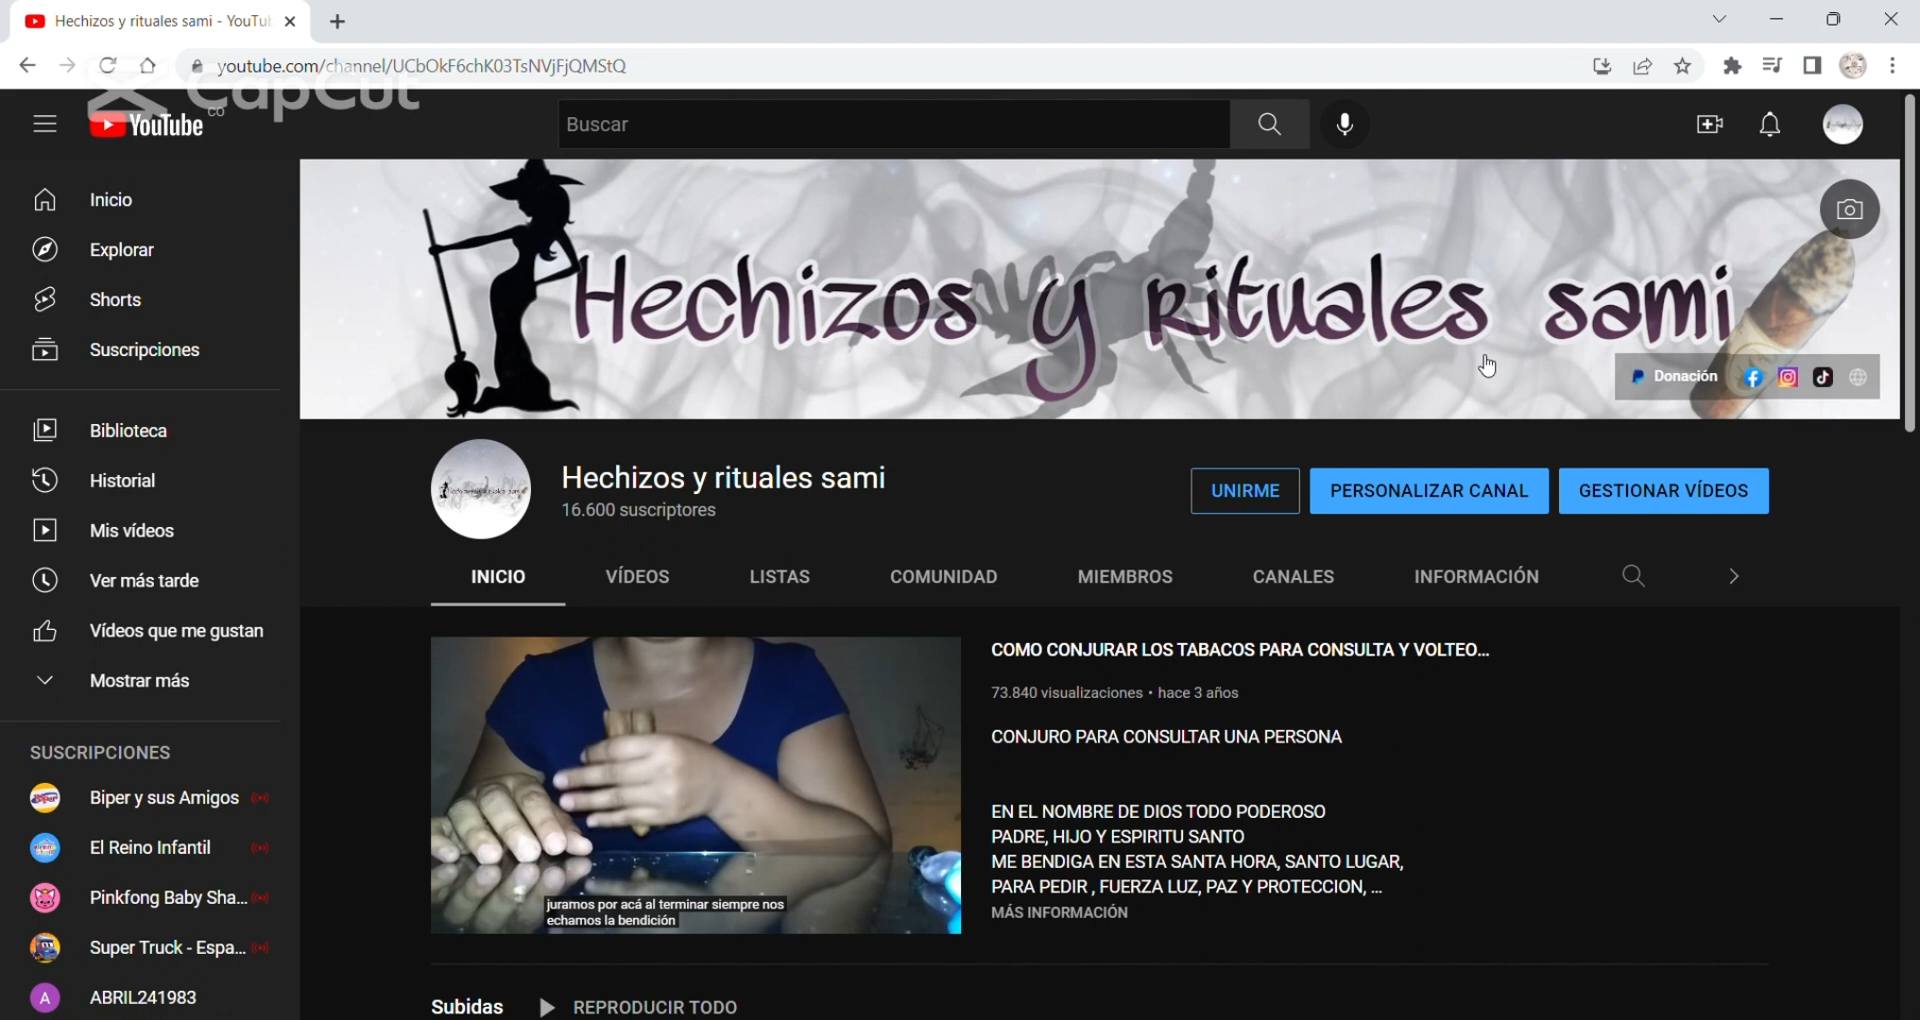 Hechizos y rituales sami - YouTu
youtube.com/channel/UCbOkF6chK03TsNVjFjQMStQ
CapCut
YouTube CO
Buscar
Inicio
Explorar
Shorts
Suscripciones
Biblioteca
Historial
Mis vídeos
Ver más tarde
Vídeos que me gustan
Mostrar más
SUSCRIPCIONES
Biper y sus Amigos
El Reino Infantil
Pinkfong Baby Sha...
Super Truck - Espa...
A ABRIL241983
Hechizos y Rituales sami
Donación
Hechizos y rituales sami
16.600 suscriptores
UNIRME
PERSONALIZAR CANAL
GESTIONAR VÍDEOS
INICIO
VÍDEOS
LISTAS
COMUNIDAD
MIEMBROS
CANALES
INFORMACIÓN
juramos por acá al terminar siempre nos
echamos la bendición
COMO CONJURAR LOS TABACOS PARA CONSULTA Y VOLTEO...
73.840 visualizaciones • hace 3 años
CONJURO PARA CONSULTAR UNA PERSONA
EN EL NOMBRE DE DIOS TODO PODEROSO
PADRE, HIJO Y ESPIRITU SANTO
ME BENDIGA EN ESTA SANTA HORA, SANTO LUGAR,
PARA PEDIR , FUERZA LUZ, PAZ Y PROTECCION, ...
MÁS INFORMACIÓN
Subidas
REPRODUCIR TODO